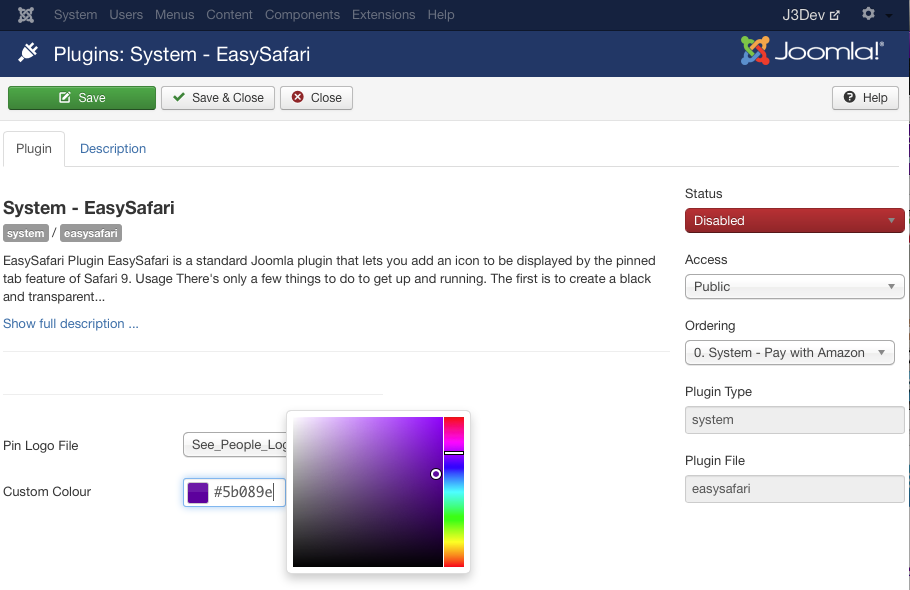 System Users Menus Content Components Extensions Help J3Dev
Plugins: System - EasySafari Joomla!®
Save Save & Close Close Help
Plugin Description
System - EasySafari
system / easysafari
EasySafari Plugin EasySafari is a standard Joomla plugin that lets you add an icon to be displayed by the pinned
tab feature of Safari 9. Usage There's only a few things to do to get up and running. The first is to create a black
and transparent...
Show full description ...
Pin Logo File See_People_Log
Custom Colour #5b089e
Status
Disabled
Access
Public
Ordering
0. System - Pay with Amazon
Plugin Type
system
Plugin File
easysafari